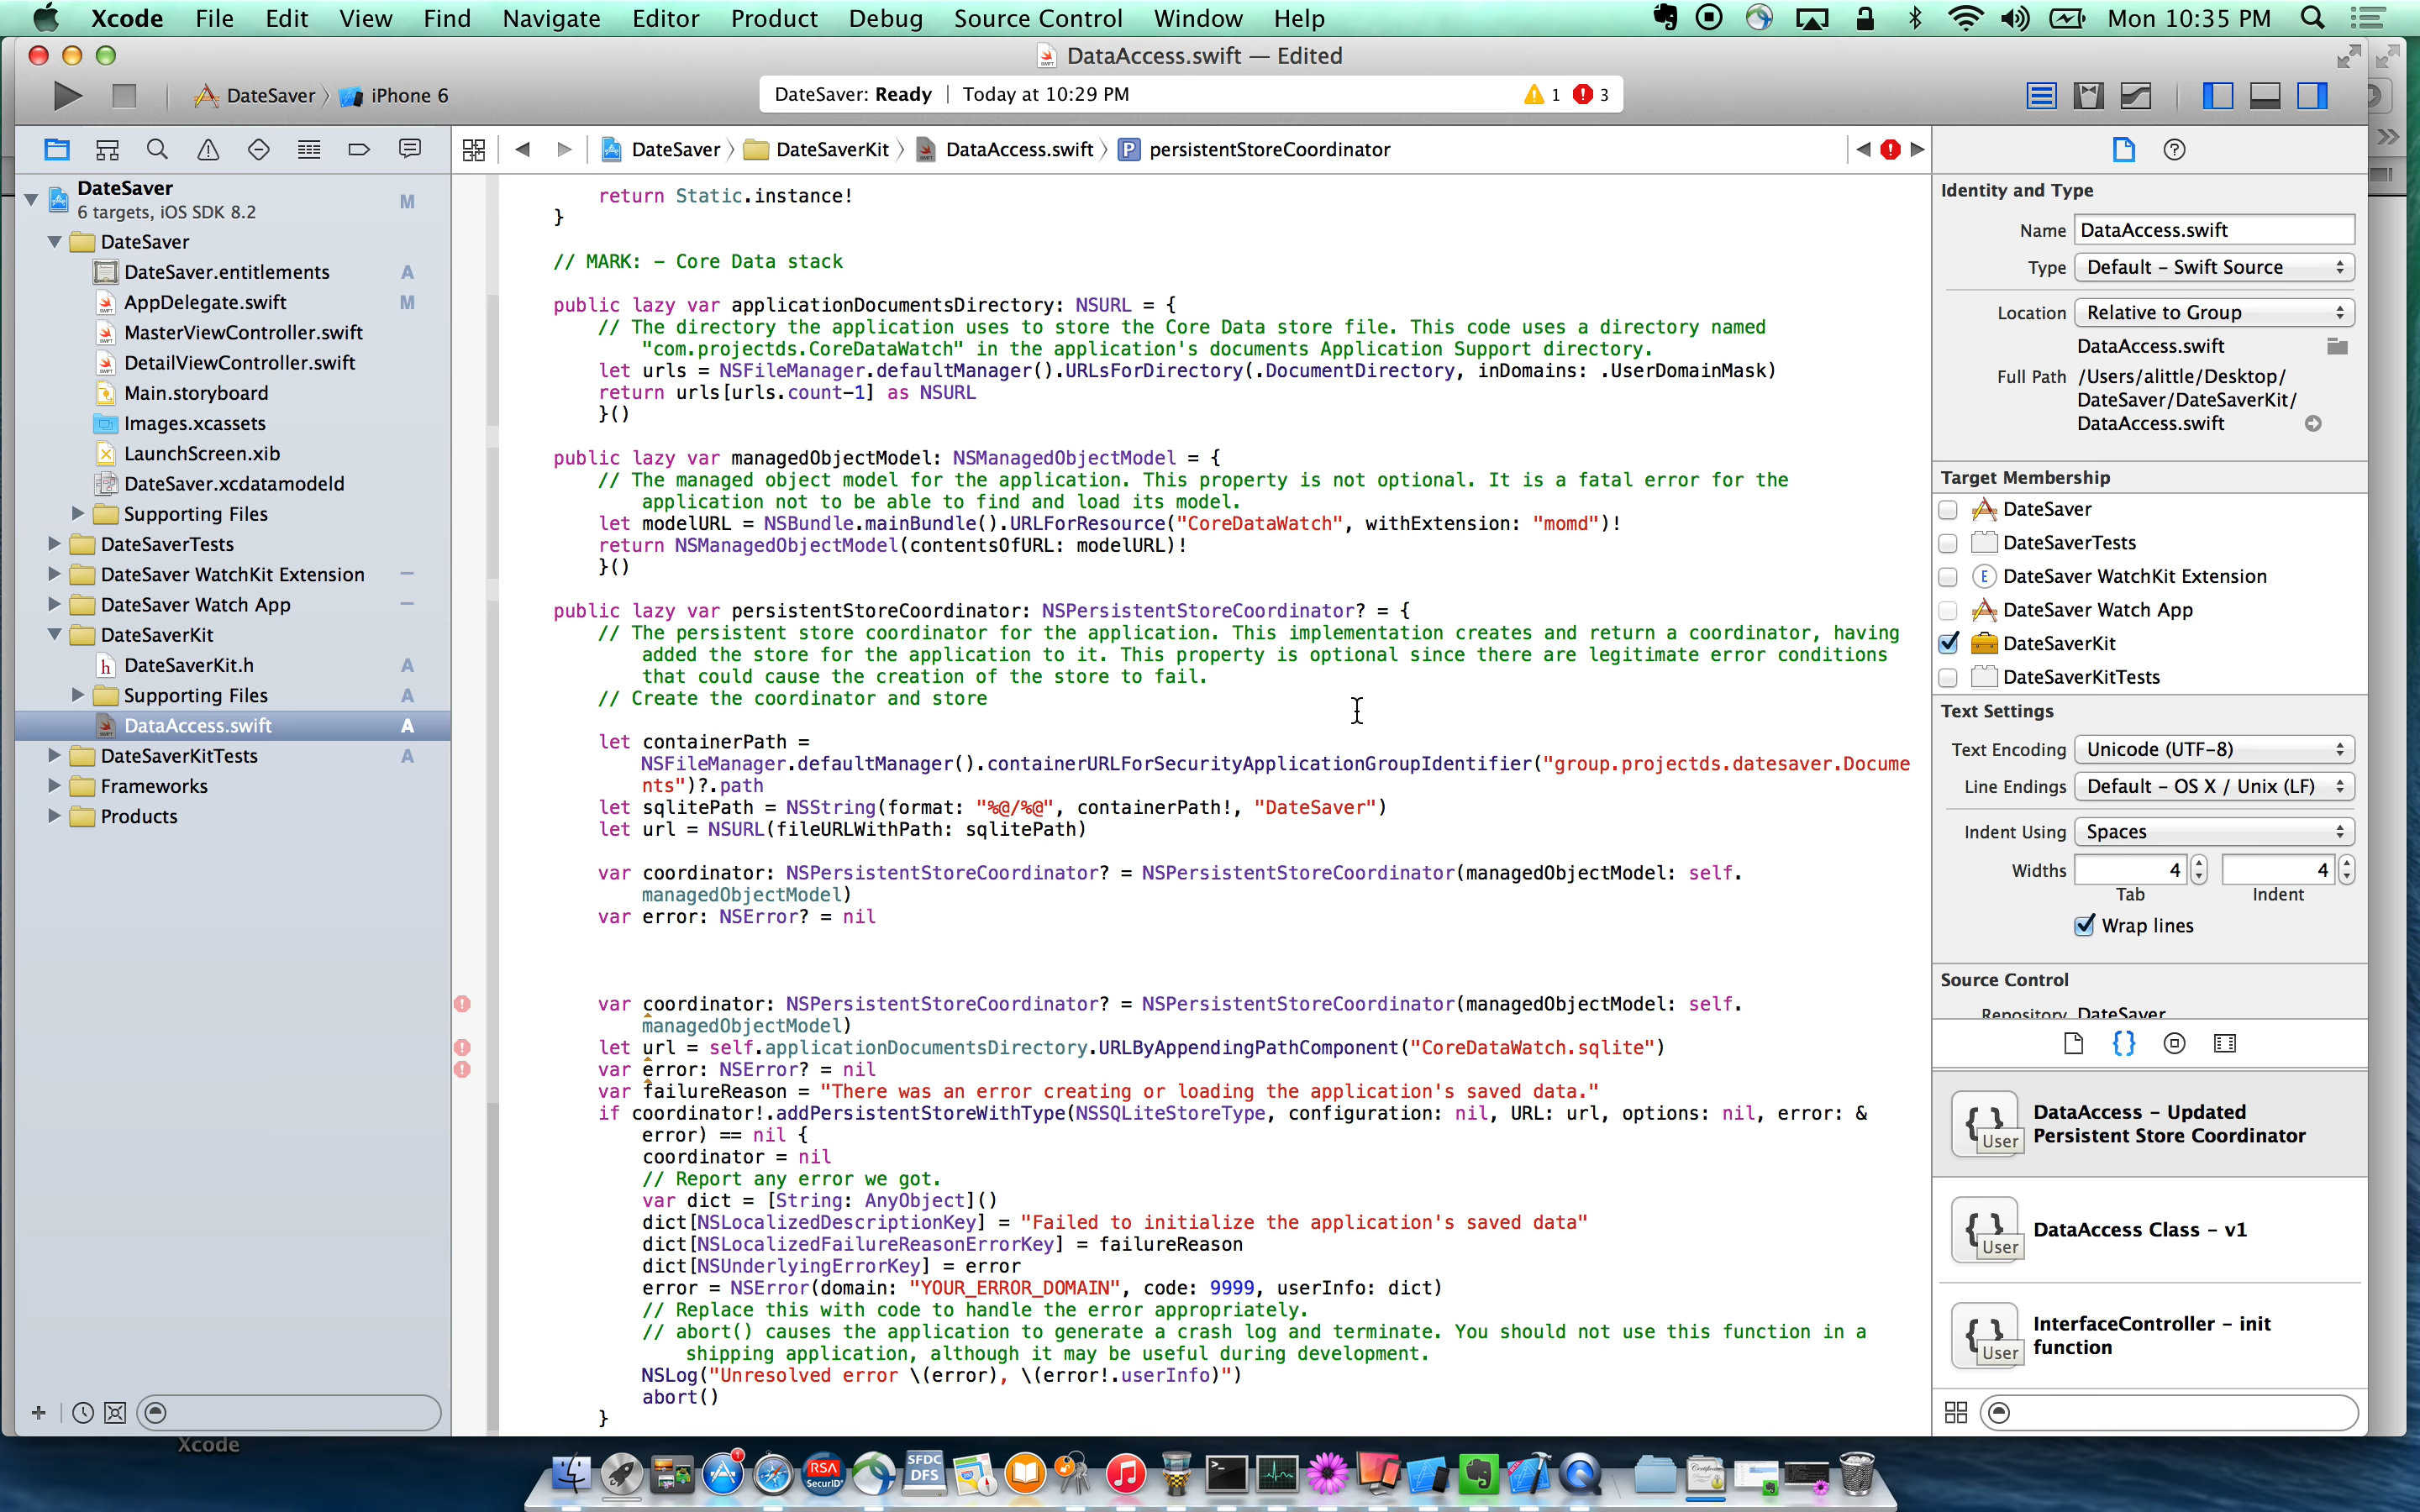 Xcode File Edit View Find Navigate Editor Product Debug Source Control Window Help Mon 10:35 PM
DataAccess.swift — Edited
DateSaver iPhone 6
DateSaver: Ready | Today at 10:29 PM 1 3
DateSaver DateSaverKit DataAccess.swift P persistentStoreCoordinator
DateSaver M
6 targets, iOS SDK 8.2
DateSaver
DateSaver.entitlements A
AppDelegate.swift M
MasterViewController.swift
DetailViewController.swift
Main.storyboard
Images.xcassets
LaunchScreen.xib
DateSaver.xcdatamodeld
Supporting Files
DateSaverTests
DateSaver WatchKit Extension
DateSaver Watch App
DateSaverKit
h DateSaverKit.h A
Supporting Files A
DataAccess.swift A
DateSaverKitTests A
Frameworks
Products
return Static.instance!
}
// MARK: - Core Data stack
public lazy var applicationDocumentsDirectory: NSURL = {
// The directory the application uses to store the Core Data store file. This code uses a directory named
"com.projectds.CoreDataWatch" in the application's documents Application Support directory.
let urls = NSFileManager.defaultManager().URLsForDirectory(.DocumentDirectory, inDomains: .UserDomainMask)
return urls[urls.count-1] as NSURL
}()
public lazy var managedObjectModel: NSManagedObjectModel = {
// The managed object model for the application. This property is not optional. It is a fatal error for the
application not to be able to find and load its model.
let modelURL = NSBundle.mainBundle().URLForResource("CoreDataWatch", withExtension: "momd")!
return NSManagedObjectModel(contentsOfURL: modelURL)!
}()
public lazy var persistentStoreCoordinator: NSPersistentStoreCoordinator? = {
// The persistent store coordinator for the application. This implementation creates and return a coordinator, having
added the store for the application to it. This property is optional since there are legitimate error conditions
that could cause the creation of the store to fail.
// Create the coordinator and store
let containerPath =
NSFileManager.defaultManager().containerURLForSecurityApplicationGroupIdentifier("group.projectds.datesaver.Docume
nts")?.path
let sqlitePath = NSString(format: "%@/%@", containerPath!, "DateSaver")
let url = NSURL(fileURLWithPath: sqlitePath)
var coordinator: NSPersistentStoreCoordinator? = NSPersistentStoreCoordinator(managedObjectModel: self.
managedObjectModel)
var error: NSError? = nil
var coordinator: NSPersistentStoreCoordinator? = NSPersistentStoreCoordinator(managedObjectModel: self.
managedObjectModel)
let url = self.applicationDocumentsDirectory.URLByAppendingPathComponent("CoreDataWatch.sqlite")
var error: NSError? = nil
var failureReason = "There was an error creating or loading the application's saved data."
if coordinator!.addPersistentStoreWithType(NSSQLiteStoreType, configuration: nil, URL: url, options: nil, error: &
error) == nil {
coordinator = nil
// Report any error we got.
var dict = [String: AnyObject]()
dict[NSLocalizedDescriptionKey] = "Failed to initialize the application's saved data"
dict[NSLocalizedFailureReasonErrorKey] = failureReason
dict[NSUnderlyingErrorKey] = error
error = NSError(domain: "YOUR_ERROR_DOMAIN", code: 9999, userInfo: dict)
// Replace this with code to handle the error appropriately.
// abort() causes the application to generate a crash log and terminate. You should not use this function in a
shipping application, although it may be useful during development.
NSLog("Unresolved error \(error), \(error!.userInfo)")
abort()
}
Identity and Type
Name DataAccess.swift
Type Default - Swift Source
Location Relative to Group
DataAccess.swift
Full Path /Users/alittle/Desktop/
DateSaver/DateSaverKit/
DataAccess.swift
Target Membership
DateSaver
DateSaverTests
E DateSaver WatchKit Extension
DateSaver Watch App
DateSaverKit
DateSaverKitTests
Text Settings
Text Encoding Unicode (UTF-8)
Line Endings Default - OS X / Unix (LF)
Indent Using Spaces
Widths 4 4
Tab Indent
Wrap lines
Source Control
Repository DateSaver
{} User DataAccess - Updated
Persistent Store Coordinator
{} User DataAccess Class - v1
{} User InterfaceController - init
function
Xcode
1
RSA
SecurID
SFDC
DFS